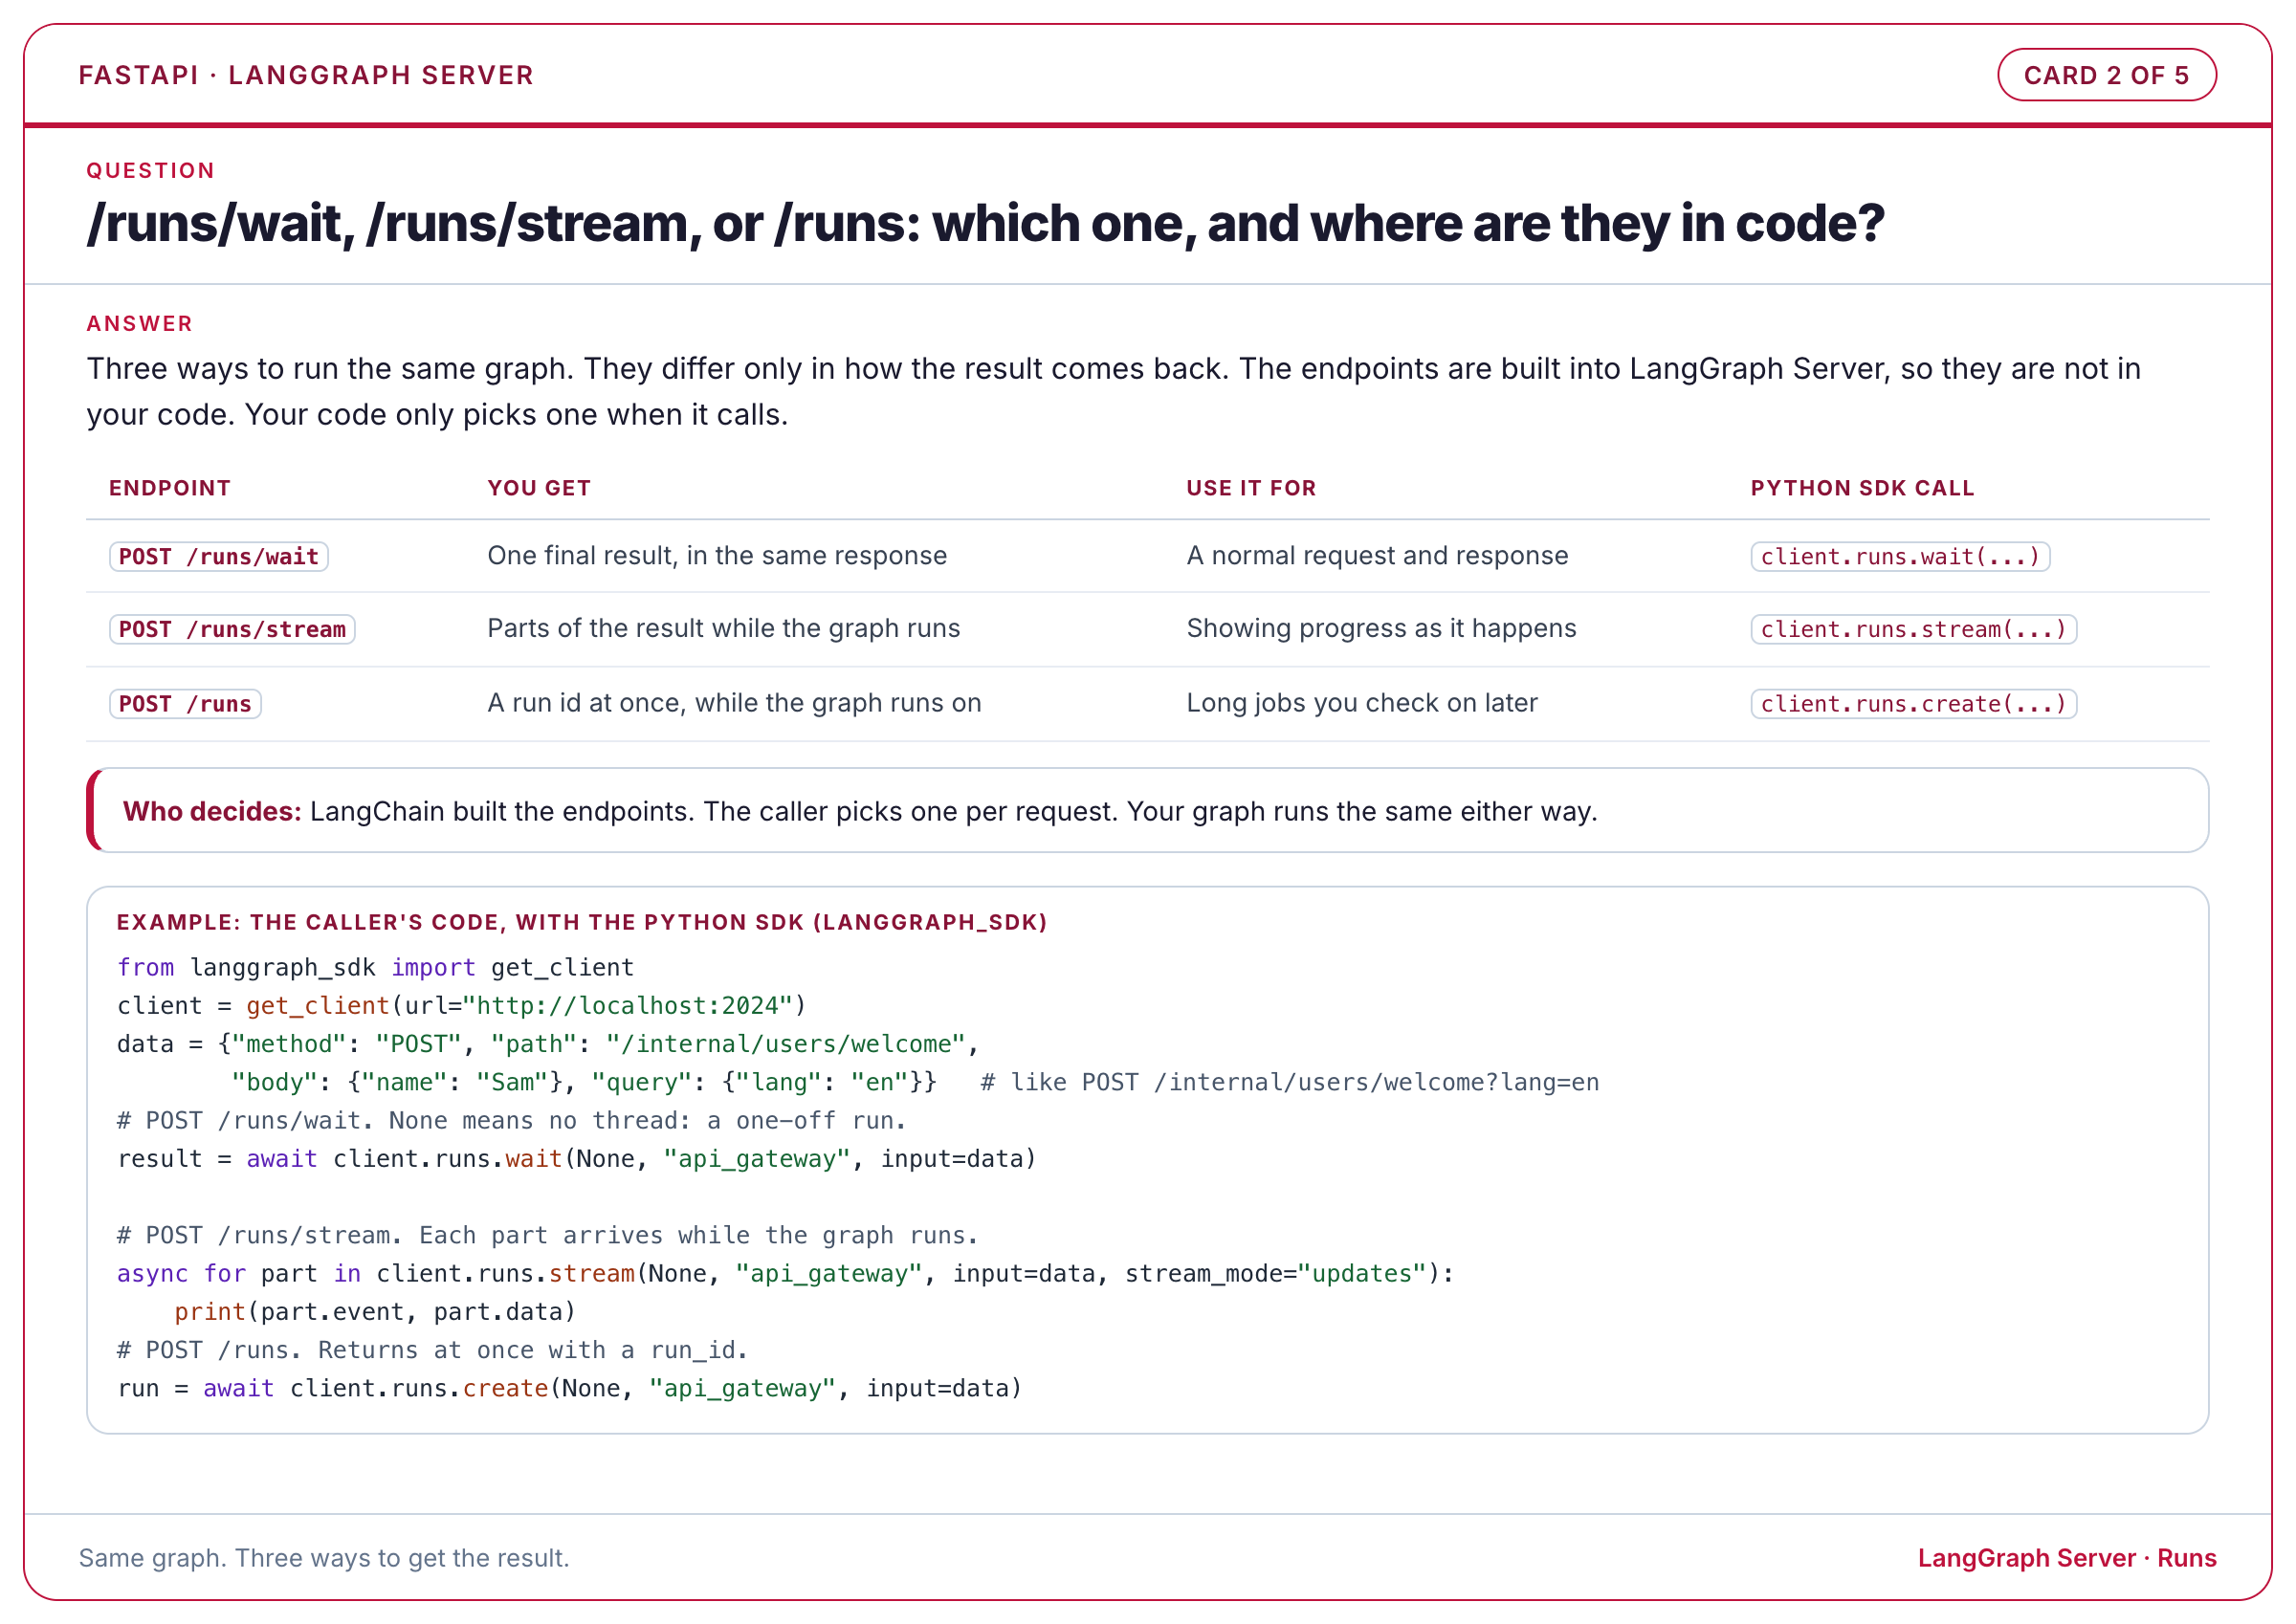 FASTAPI · LANGGRAPH SERVER
CARD 2 OF 5
QUESTION
/runs/wait, /runs/stream, or /runs: which one, and where are they in code?
ANSWER
Three ways to run the same graph. They differ only in how the result comes back. The endpoints are built into LangGraph Server, so they are not in
your code. Your code only picks one when it calls.
ENDPOINT YOU GET USE IT FOR PYTHON SDK CALL
POST /runs/wait One final result, in the same response A normal request and response client.runs.wait(...)
POST /runs/stream Parts of the result while the graph runs Showing progress as it happens client.runs.stream(...)
POST /runs A run id at once, while the graph runs on Long jobs you check on later client.runs.create(...)
Who decides: LangChain built the endpoints. The caller picks one per request. Your graph runs the same either way.
EXAMPLE: THE CALLER'S CODE, WITH THE PYTHON SDK (LANGGRAPH_SDK)
from langgraph_sdk import get_client
client = get_client(url="http://localhost:2024")
data = {"method": "POST", "path": "/internal/users/welcome",
        "body": {"name": "Sam"}, "query": {"lang": "en"}}   # like POST /internal/users/welcome?lang=en
# POST /runs/wait. None means no thread: a one-off run.
result = await client.runs.wait(None, "api_gateway", input=data)
# POST /runs/stream. Each part arrives while the graph runs.
async for part in client.runs.stream(None, "api_gateway", input=data, stream_mode="updates"):
    print(part.event, part.data)
# POST /runs. Returns at once with a run_id.
run = await client.runs.create(None, "api_gateway", input=data)
Same graph. Three ways to get the result.
LangGraph Server · Runs